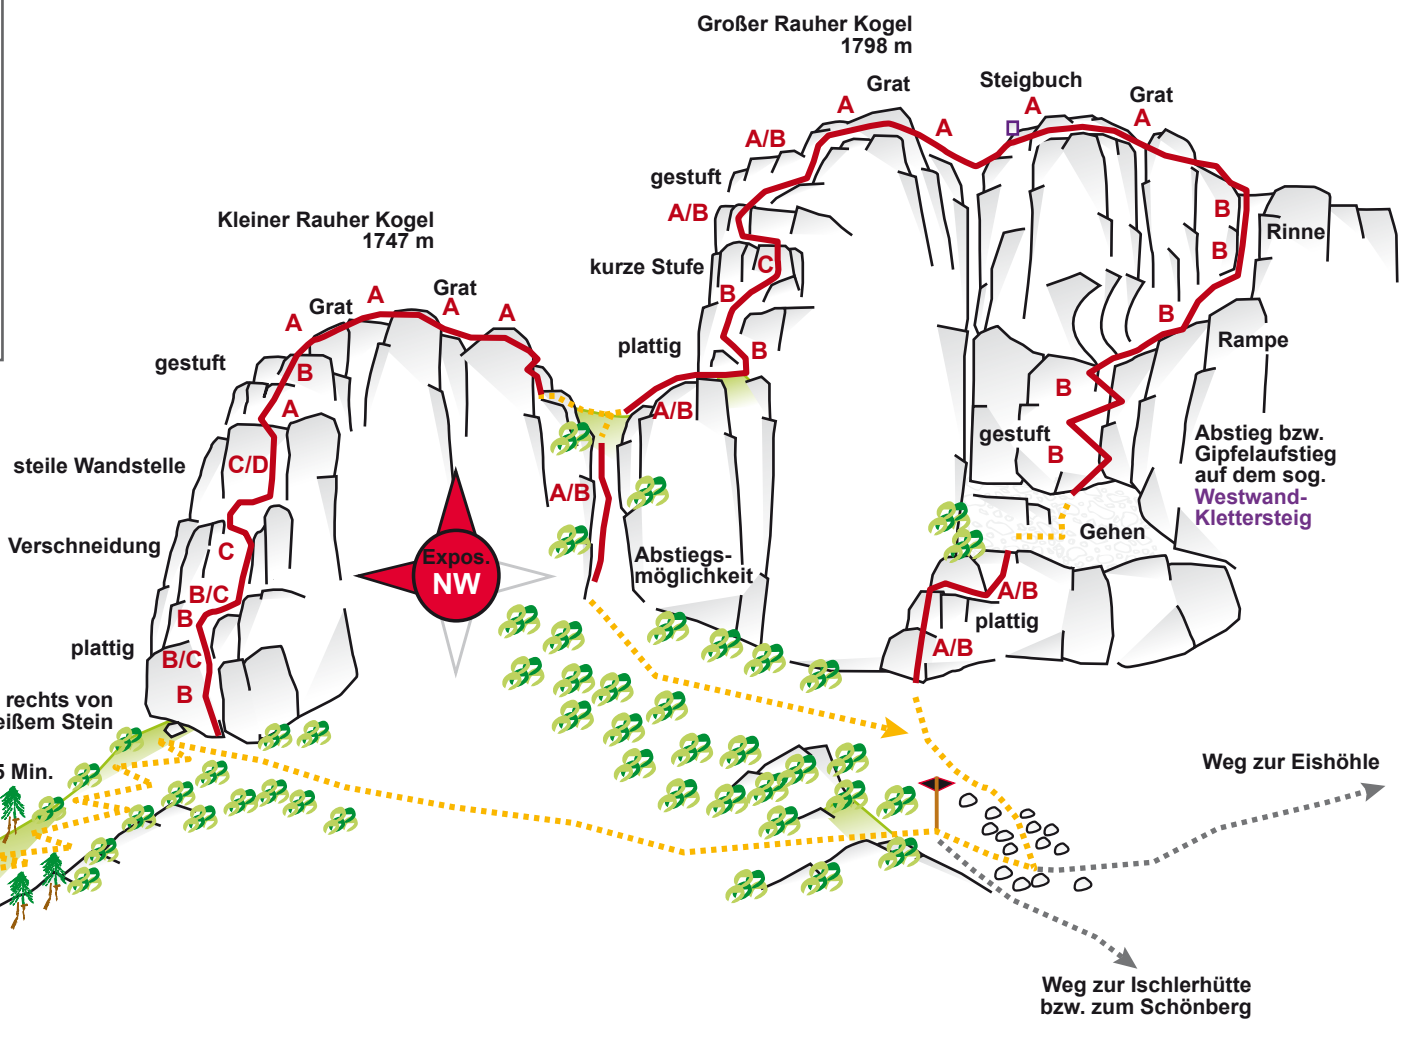 Großer Rauher Kogel
1798 m
Grat
Steigbuch
Grat
A
A
A
A
A/B
gestuft
A/B
kurze Stufe
C
B
plattig
B
A/B
B
B
Rinne
B
Rampe
B
gestuft
B
Abstieg bzw.
Gipfelaufstieg
auf dem sog.
Westwand-
Klettersteig
Gehen
A/B
plattig
A/B
Kleiner Rauher Kogel
1747 m
Grat
Grat
A
A
A
A
gestuft
B
A
steile Wandstelle
C/D
Verschneidung
C
B/C
B
plattig
B/C
B
rechts von
eißem Stein
5 Min.
Expos.
NW
A/B
Abstiegs-
möglichkeit
Weg zur Eishöhle
Weg zur Ischlerhütte
bzw. zum Schönberg